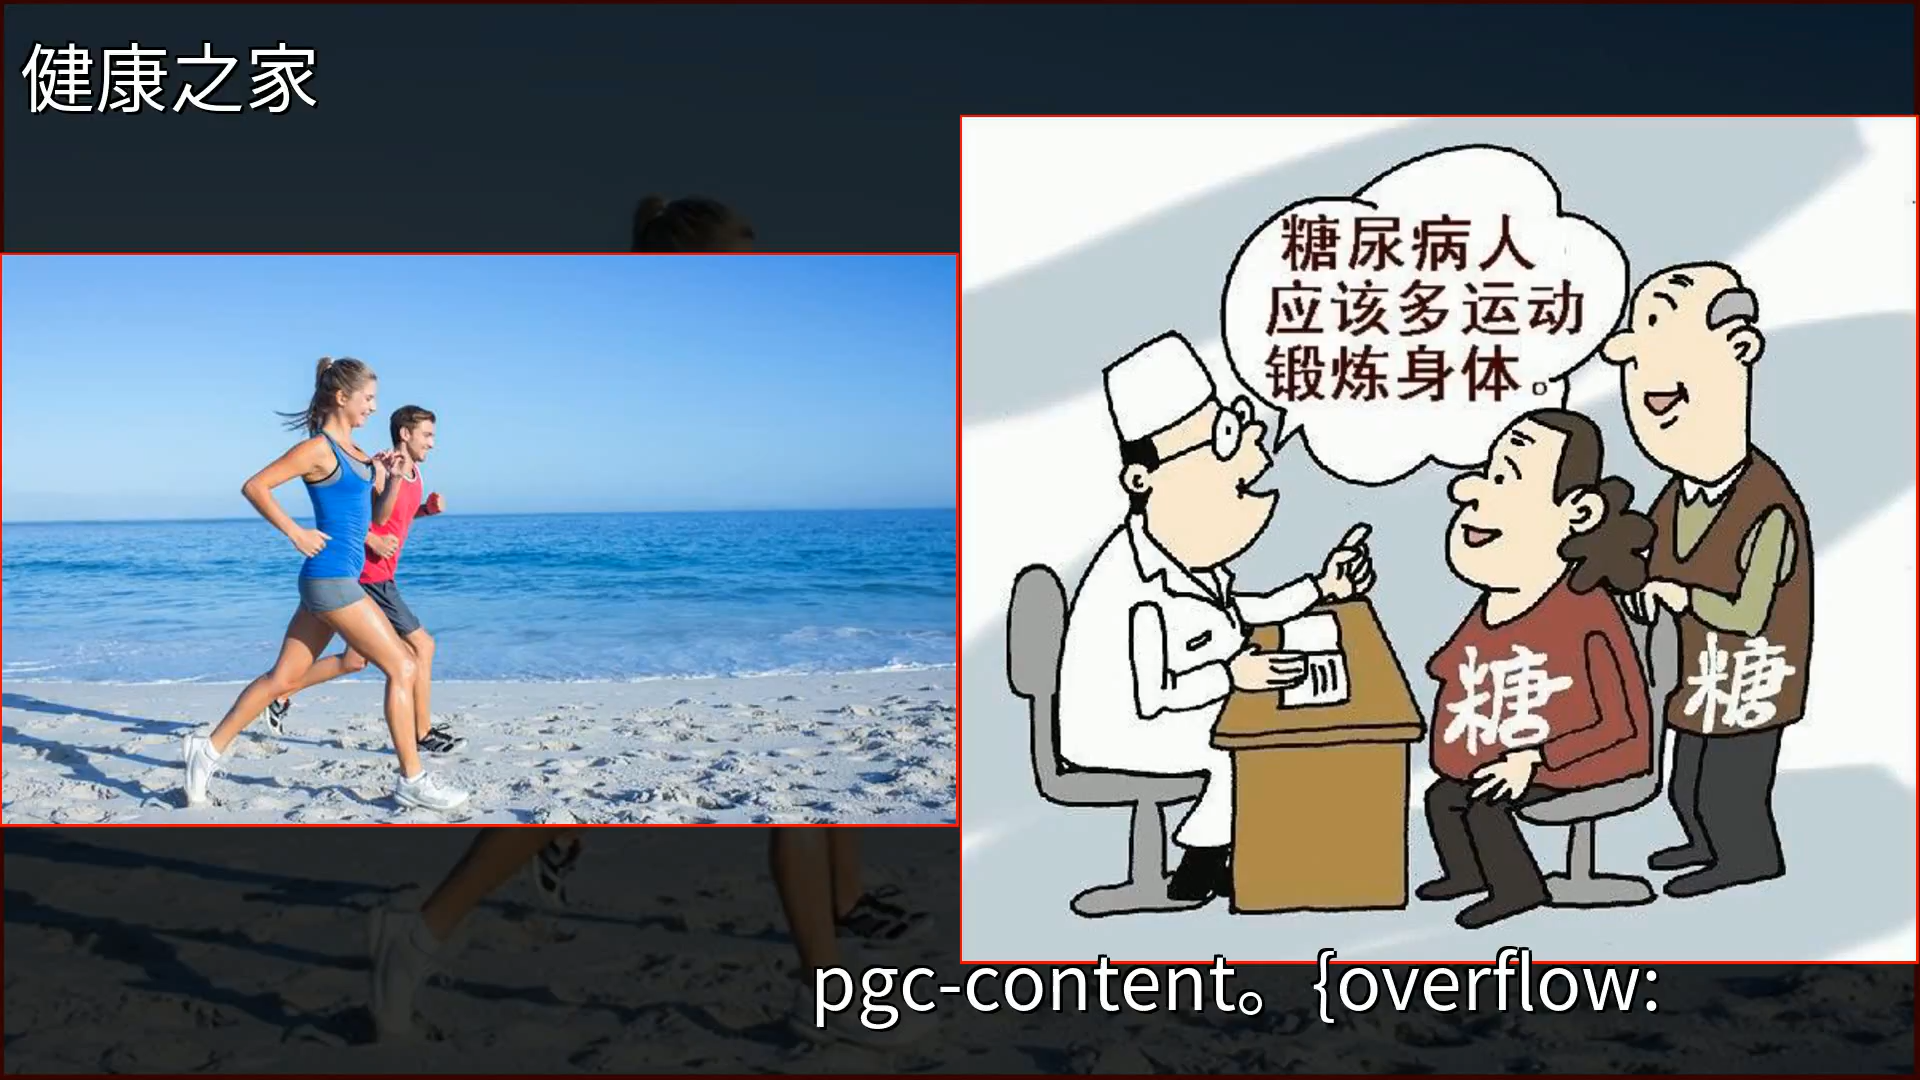 健康之家
糖尿病人
应该多运动
锻炼身体。
糖
糖
pgc-content。{overflow: